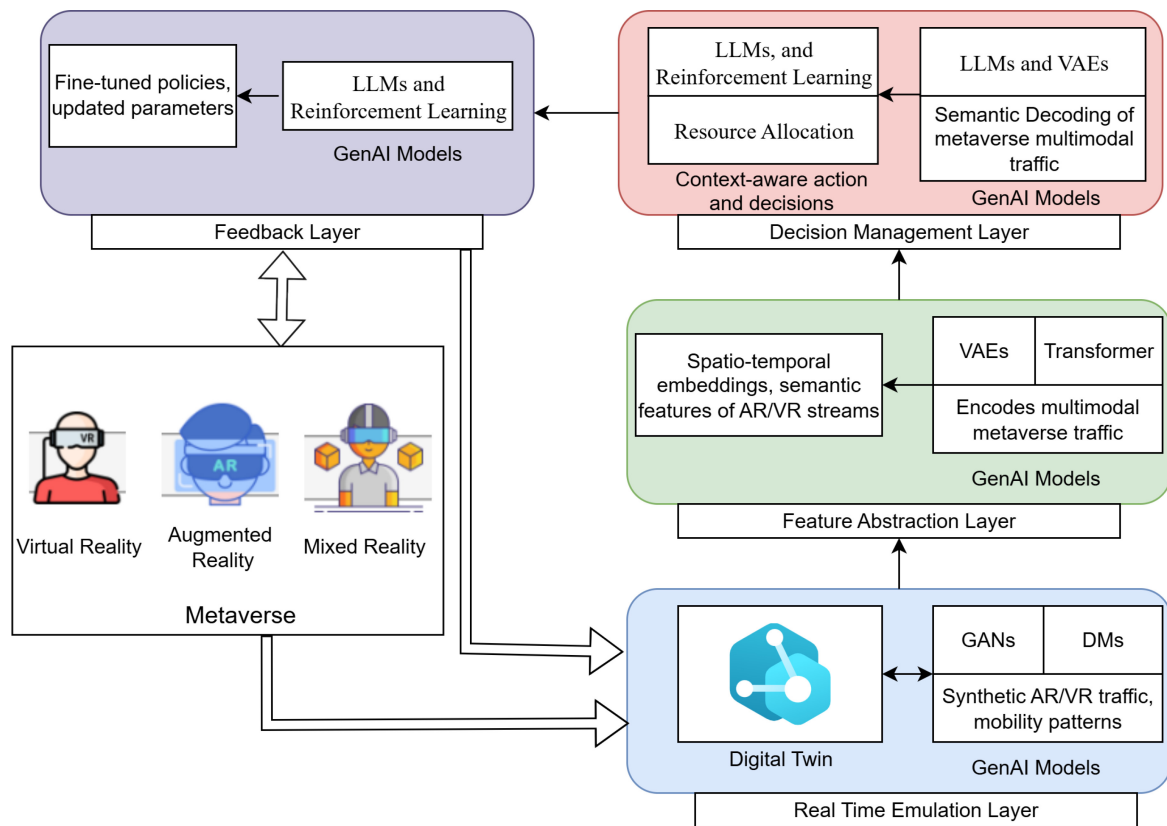 Fine-tuned policies,
updated parameters
LLMs and
Reinforcement Learning
GenAI Models
Feedback Layer
LLMs, and
Reinforcement Learning
Resource Allocation
Context-aware action
and decisions
LLMs and VAEs
Semantic Decoding of
metaverse multimodal
traffic
GenAI Models
Decision Management Layer
Spatio-temporal
embeddings, semantic
features of AR/VR streams
VAEs
Transformer
Encodes multimodal
metaverse traffic
GenAI Models
Feature Abstraction Layer
VR
AR
Virtual Reality
Augmented
Reality
Mixed Reality
Metaverse
Digital Twin
GANs
DMs
Synthetic AR/VR traffic,
mobility patterns
GenAI Models
Real Time Emulation Layer